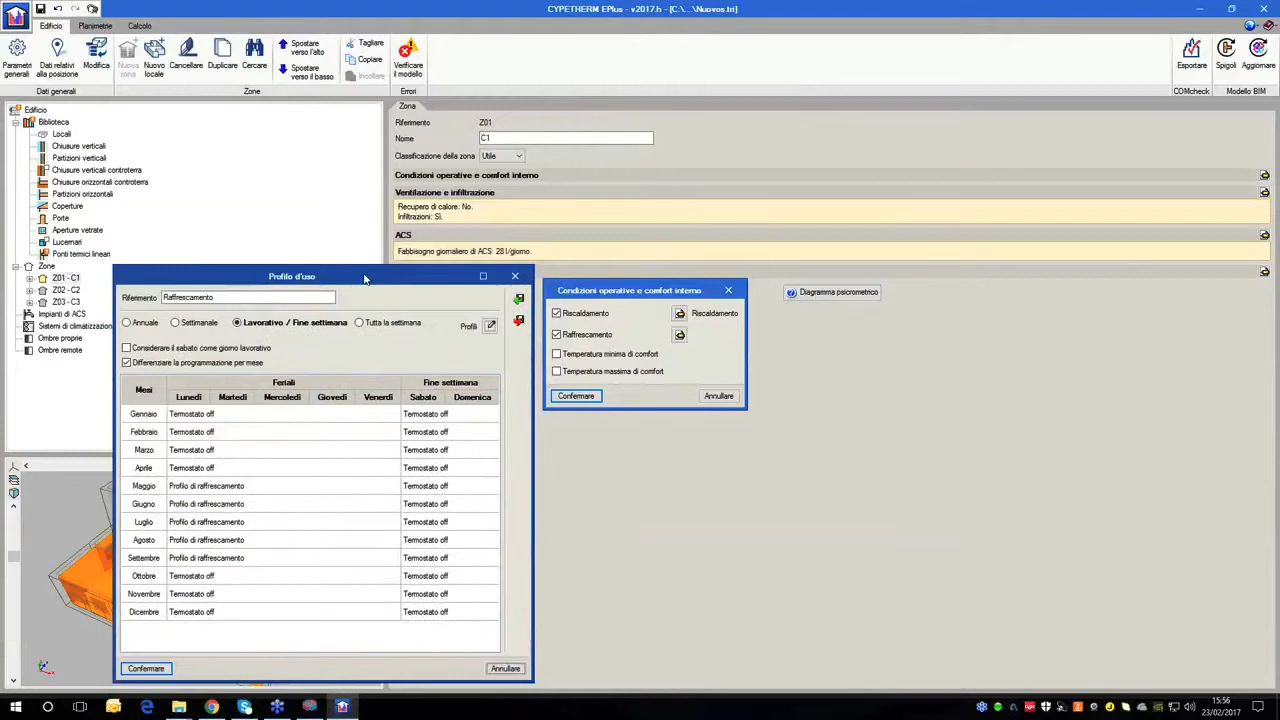 CYPETHERM EPlus - v2017.h - [C:\...\Nuovos.tn]
Edificio Planimetrie Calcolo
Parametri generali
Dati relativi alla posizione
Modifica
Nuova zona
Nuovo locale
Cancellare
Duplicare
Cercare
Spostare verso l'alto
Spostare verso il basso
Tagliare
Copiare
Incollare
Verificare il modello
Esportare
Spigoli
Aggiornare
Dati generali
Zone
Errori
COMcheck
Modello BIM
Edificio
Biblioteca
Locali
Chiusure verticali
Partizioni verticali
Chiusure verticali controterra
Chiusure orizzontali controterra
Partizioni orizzontali
Coperture
Porte
Aperture vetrate
Lucernari
Ponti termici lineari
Zone
Z01 - C1
Z02 - C2
Z03 - C3
Impianti di ACS
Sistemi di climatizzazion
Ombre proprie
Ombre remote
Zona
Riferimento Z01
Nome C1
Classificazione della zona Utile
Condizioni operative e comfort interno
Ventilazione e infiltrazione
Recupero di calore: No.
Infiltrazioni: Sì.
ACS
Fabbisogno giornaliero di ACS: 28 l/giorno.
Diagramma psicrometrico
Profilo d'uso
Riferimento Raffrescamento
Annuale Settimanale Lavorativo / Fine settimana Tutta la settimana Profili
Considerare il sabato come giorno lavorativo
Differenziare la programmazione per mese
Mesi Feriali Fine settimana
Lunedì Martedì Mercoledì Giovedì Venerdì Sabato Domenica
Gennaio Termostato off Termostato off
Febbraio Termostato off Termostato off
Marzo Termostato off Termostato off
Aprile Termostato off Termostato off
Maggio Profilo di raffrescamento Termostato off
Giugno Profilo di raffrescamento Termostato off
Luglio Profilo di raffrescamento Termostato off
Agosto Profilo di raffrescamento Termostato off
Settembre Profilo di raffrescamento Termostato off
Ottobre Termostato off Termostato off
Novembre Termostato off Termostato off
Dicembre Termostato off Termostato off
Confermare Annullare
Condizioni operative e comfort interno
Riscaldamento Riscaldamento
Raffrescamento
Temperatura minima di comfort
Temperatura massima di comfort
Confermare Annullare
15:56
23/02/2017